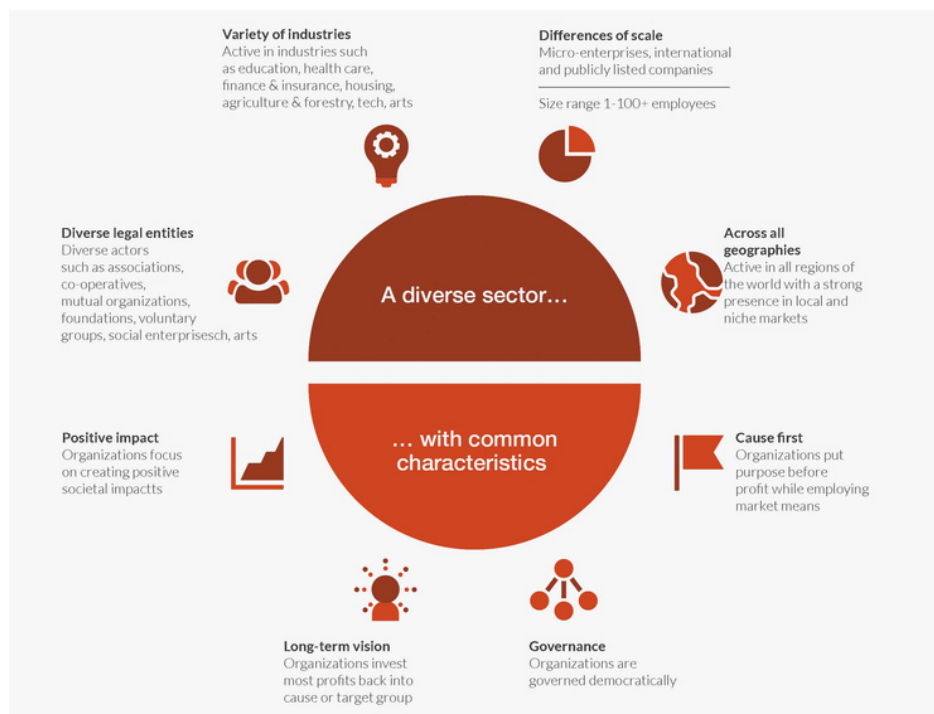 Variety of industries
Active in industries such
as education, health care,
finance & insurance, housing,
agriculture & forestry, tech, arts
Differences of scale
Micro-enterprises, international
and publicly listed companies
Size range 1-100+ employees
Diverse legal entities
Diverse actors
such as associations,
co-operatives,
mutual organizations,
foundations, voluntary
groups, social enterprisesch, arts
A diverse sector...
Across all
geographies
Active in all regions of
the world with a strong
presence in local and
niche markets
Positive impact
Organizations focus
on creating positive
societal impactts
... with common
characteristics
Cause first
Organizations put
purpose before
profit while employing
market means
Long-term vision
Organizations invest
most profits back into
cause or target group
Governance
Organizations are
governed democratically